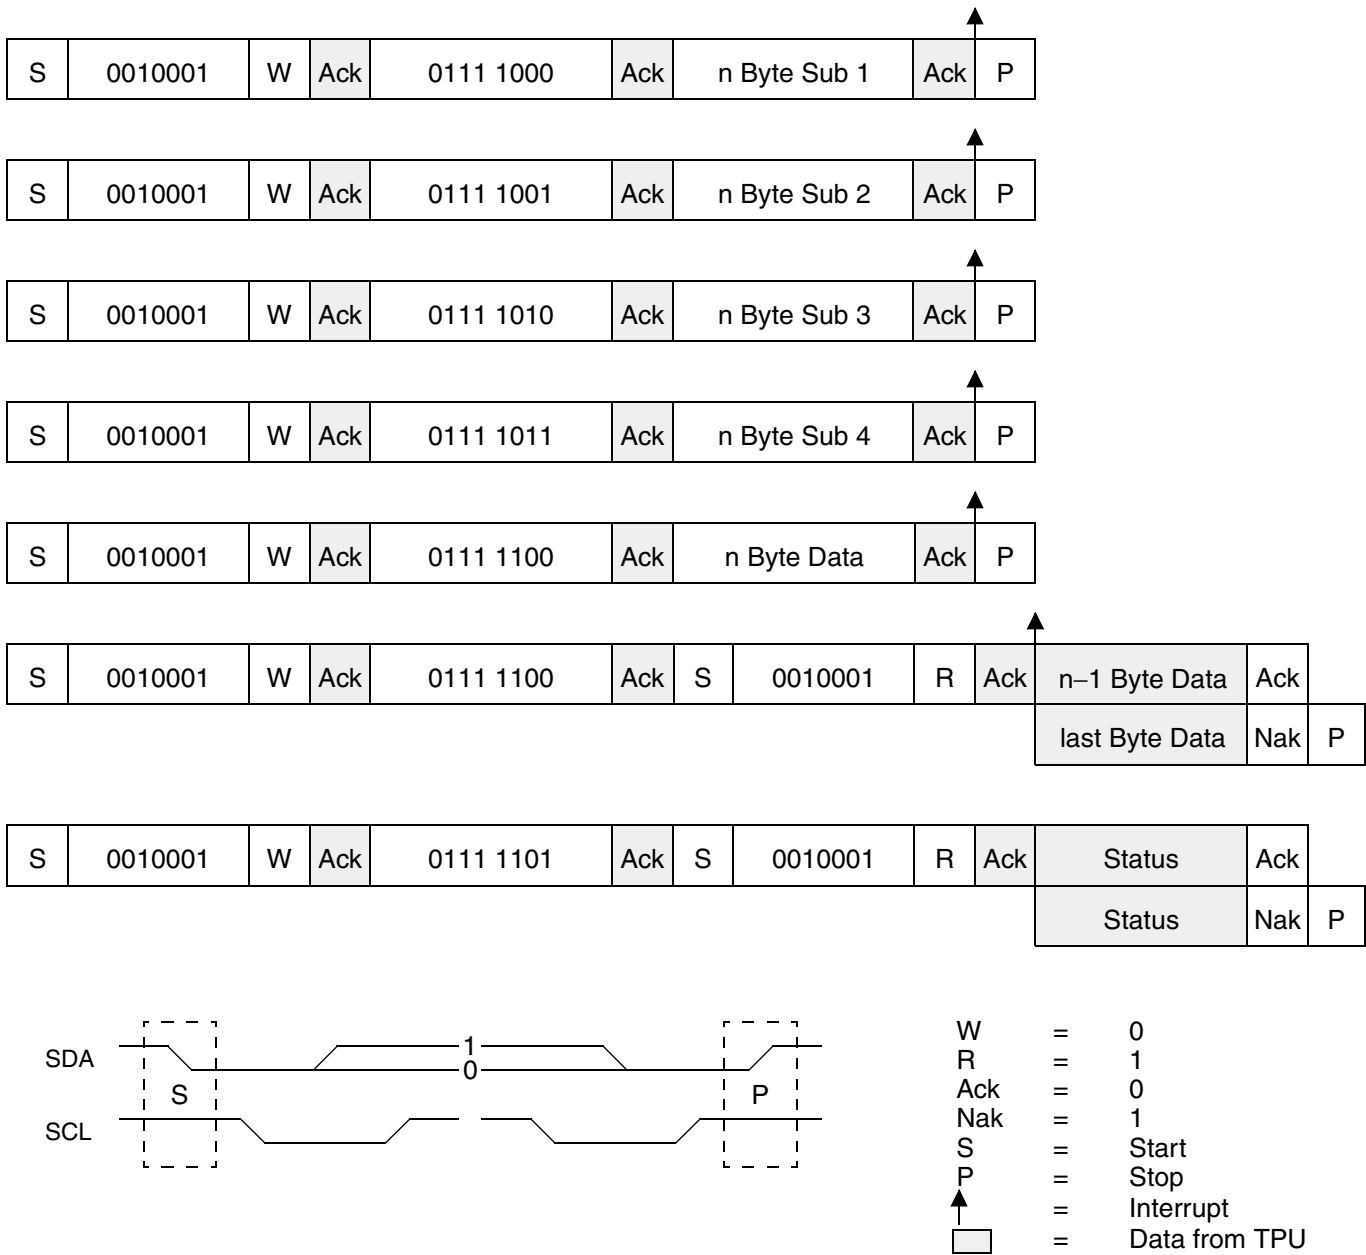 S 0010001 W Ack 0111 1000 Ack n Byte Sub 1 Ack P
S 0010001 W Ack 0111 1001 Ack n Byte Sub 2 Ack P
S 0010001 W Ack 0111 1010 Ack n Byte Sub 3 Ack P
S 0010001 W Ack 0111 1011 Ack n Byte Sub 4 Ack P
S 0010001 W Ack 0111 1100 Ack n Byte Data Ack P
S 0010001 W Ack 0111 1100 Ack S 0010001 R Ack n–1 Byte Data Ack
last Byte Data Nak P
S 0010001 W Ack 0111 1101 Ack S 0010001 R Ack Status Ack
Status Nak P
SDA 1
0
S P
SCL
W = 0
R = 1
Ack = 0
Nak = 1
S = Start
P = Stop
= Interrupt
= Data from TPU